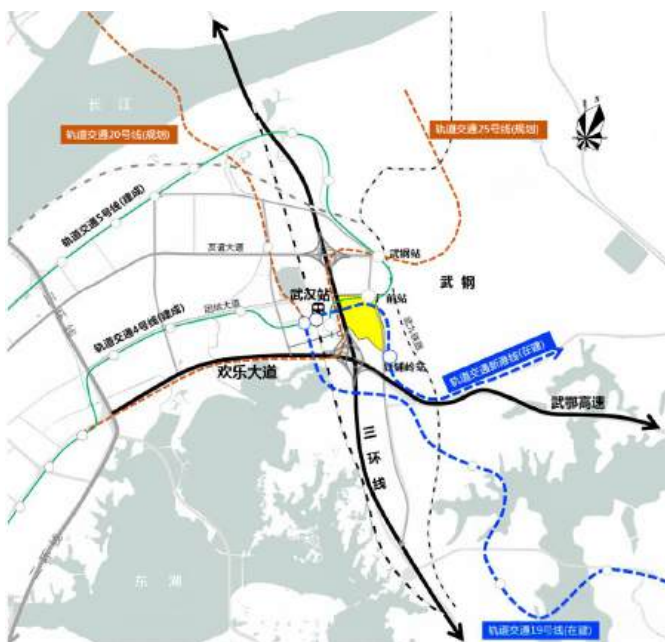 长 江
轨道交通20号线(规划)
轨道交通25号线(规划)
轨道交通5号线(建成)
友谊大道
武钢站
武 钢
武汉站
团结大道
轨道交通4号线(建成)
轨道交通新港线(在建)
欢乐大道
武鄂高速
三环线
二环线
东 湖
轨道交通19号线(在建)